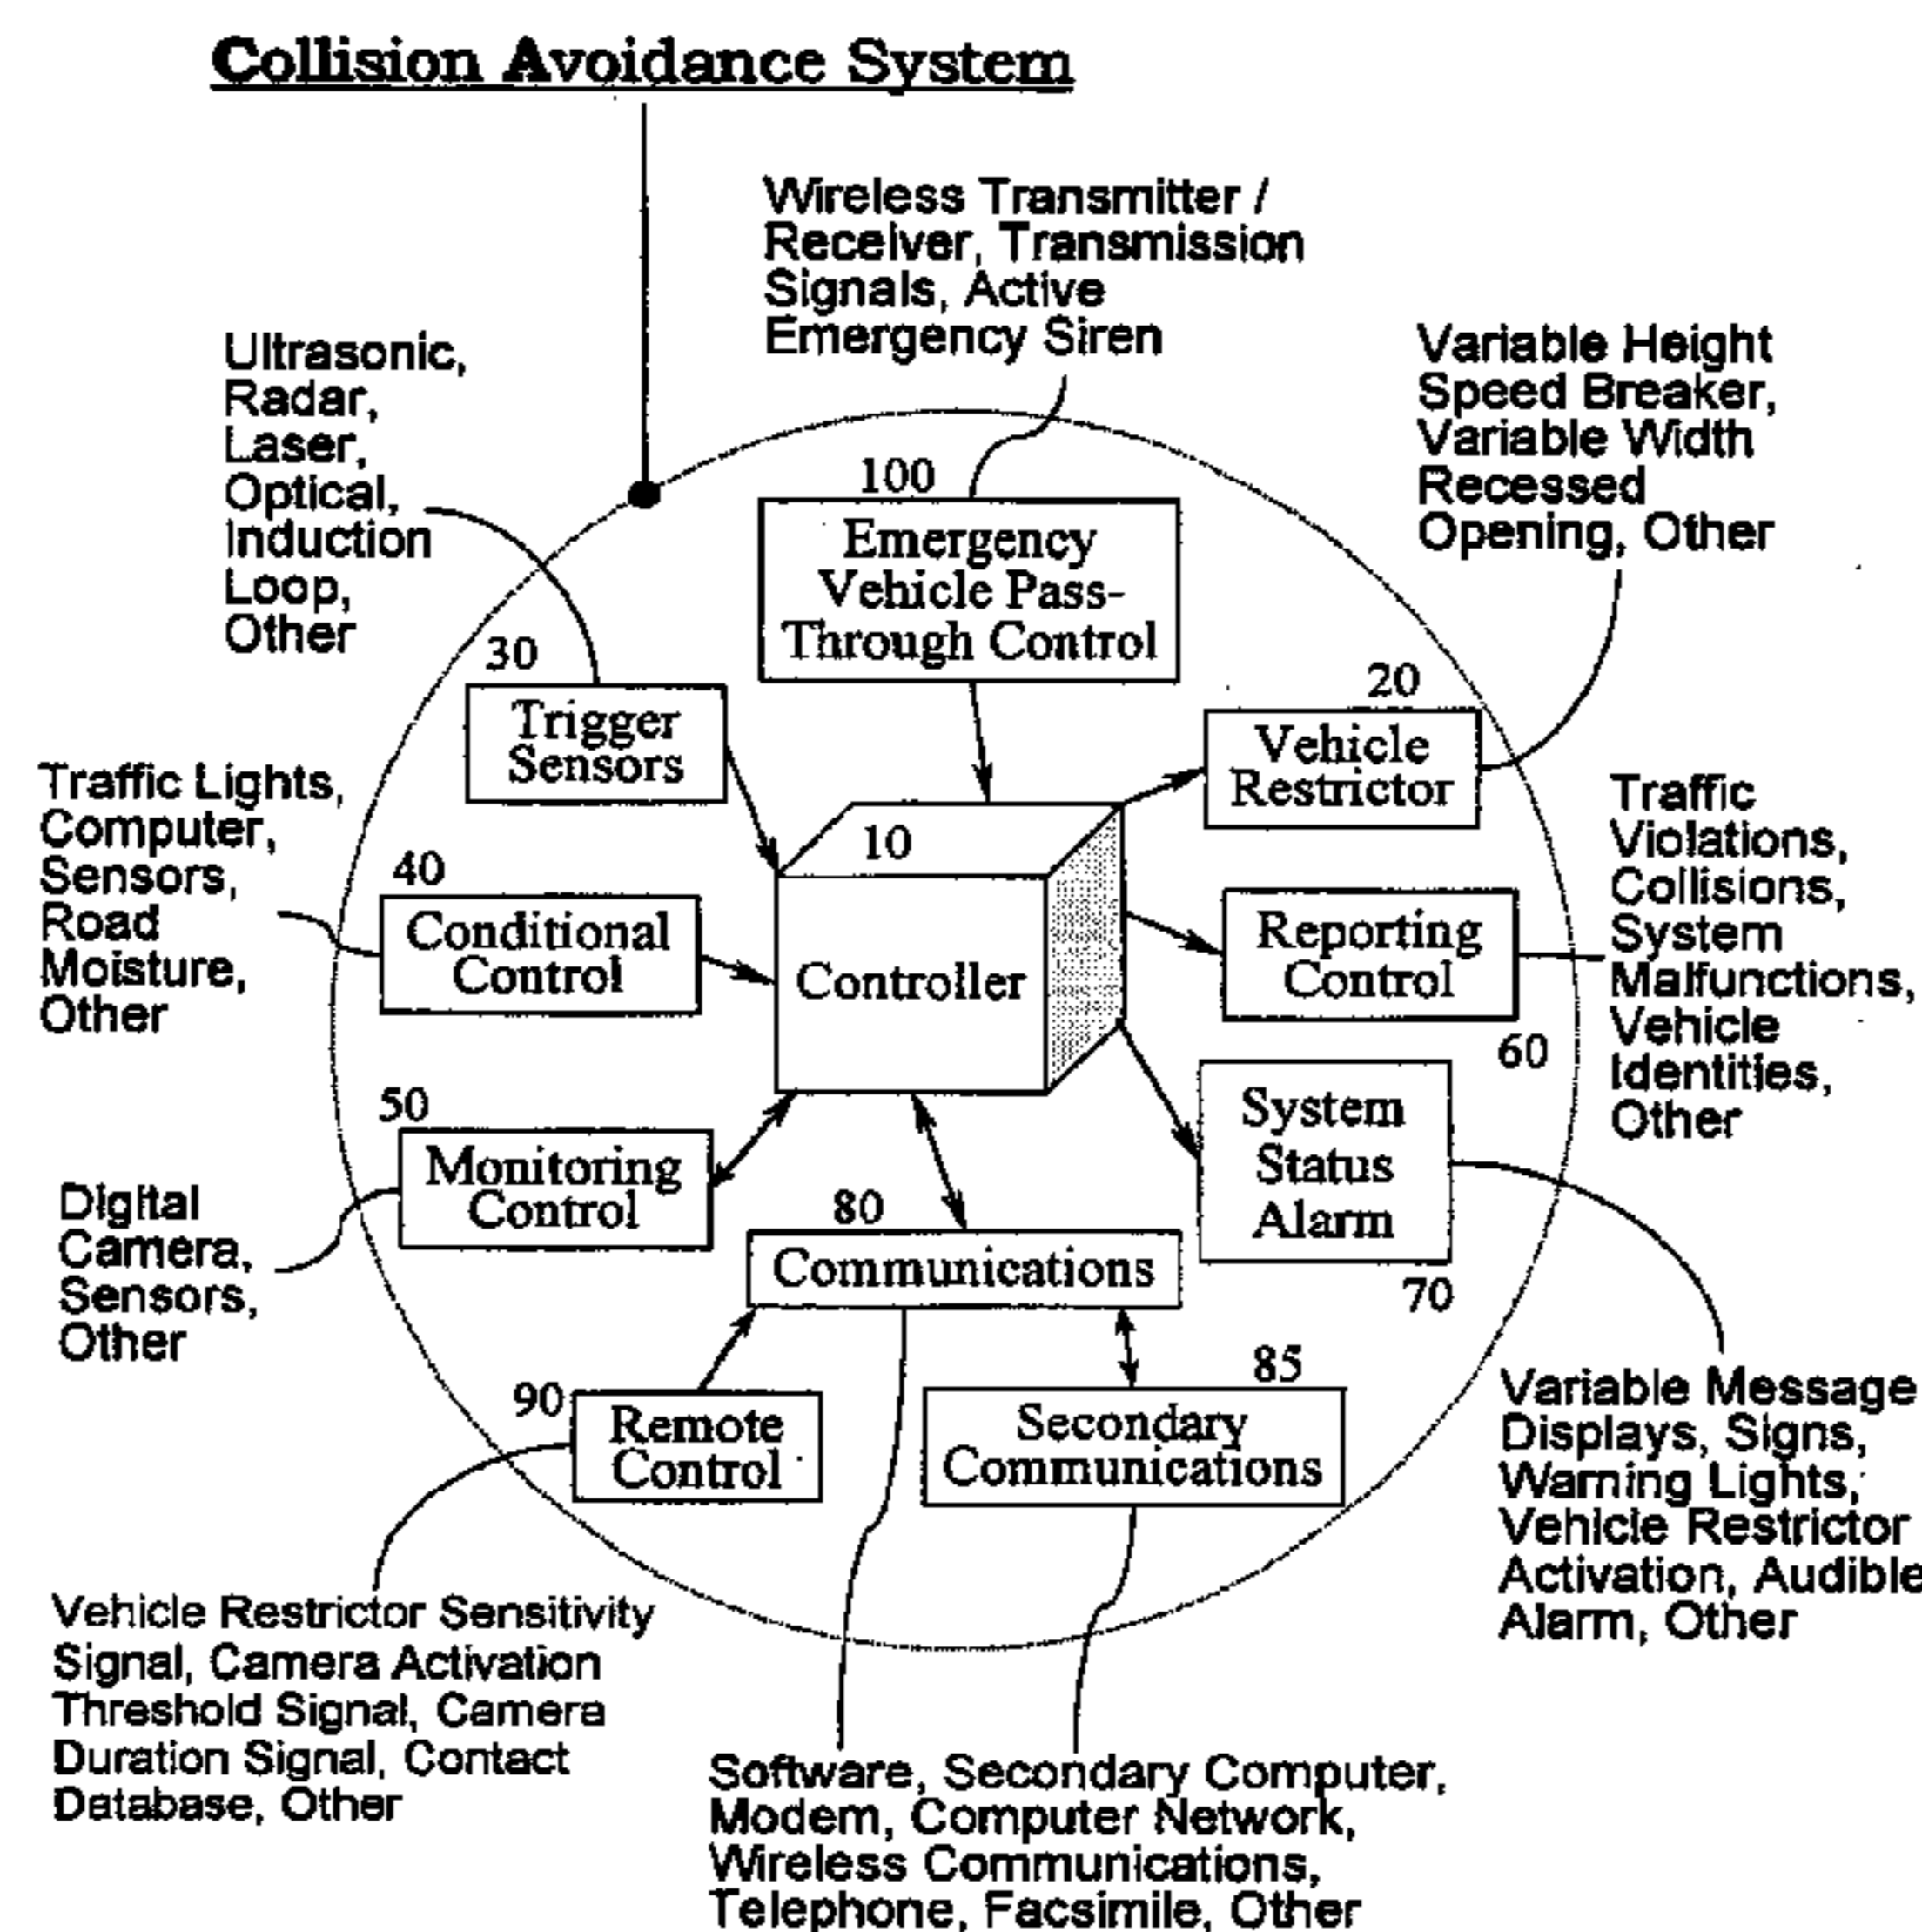 Collision Avoidance System
Wireless Transmitter /
Receiver, Transmission
Signals, Active
Emergency Siren
Ultrasonic,
Radar,
Laser,
Optical,
Induction
Loop,
Other
Variable Height
Speed Breaker,
Variable Width
Recessed
Opening, Other
100
Emergency
Vehicle Pass-
Through Control
30
Trigger
Sensors
20
Vehicle
Restrictor
Traffic Lights,
Computer,
Sensors,
Road
Moisture,
Other
40
Conditional
Control
10
Controller
Reporting
Control
60
Traffic
Violations,
Collisions,
System
Malfunctions,
Vehicle
Identities,
Other
50
Monitoring
Control
Digital
Camera,
Sensors,
Other
System
Status
Alarm
70
80
Communications
90
Remote
Control
85
Secondary
Communications
Variable Message
Displays, Signs,
Warning Lights,
Vehicle Restrictor
Activation, Audible
Alarm, Other
Vehicle Restrictor Sensitivity
Signal, Camera Activation
Threshold Signal, Camera
Duration Signal, Contact
Database, Other
Software, Secondary Computer,
Modem, Computer Network,
Wireless Communications,
Telephone, Facsimile, Other